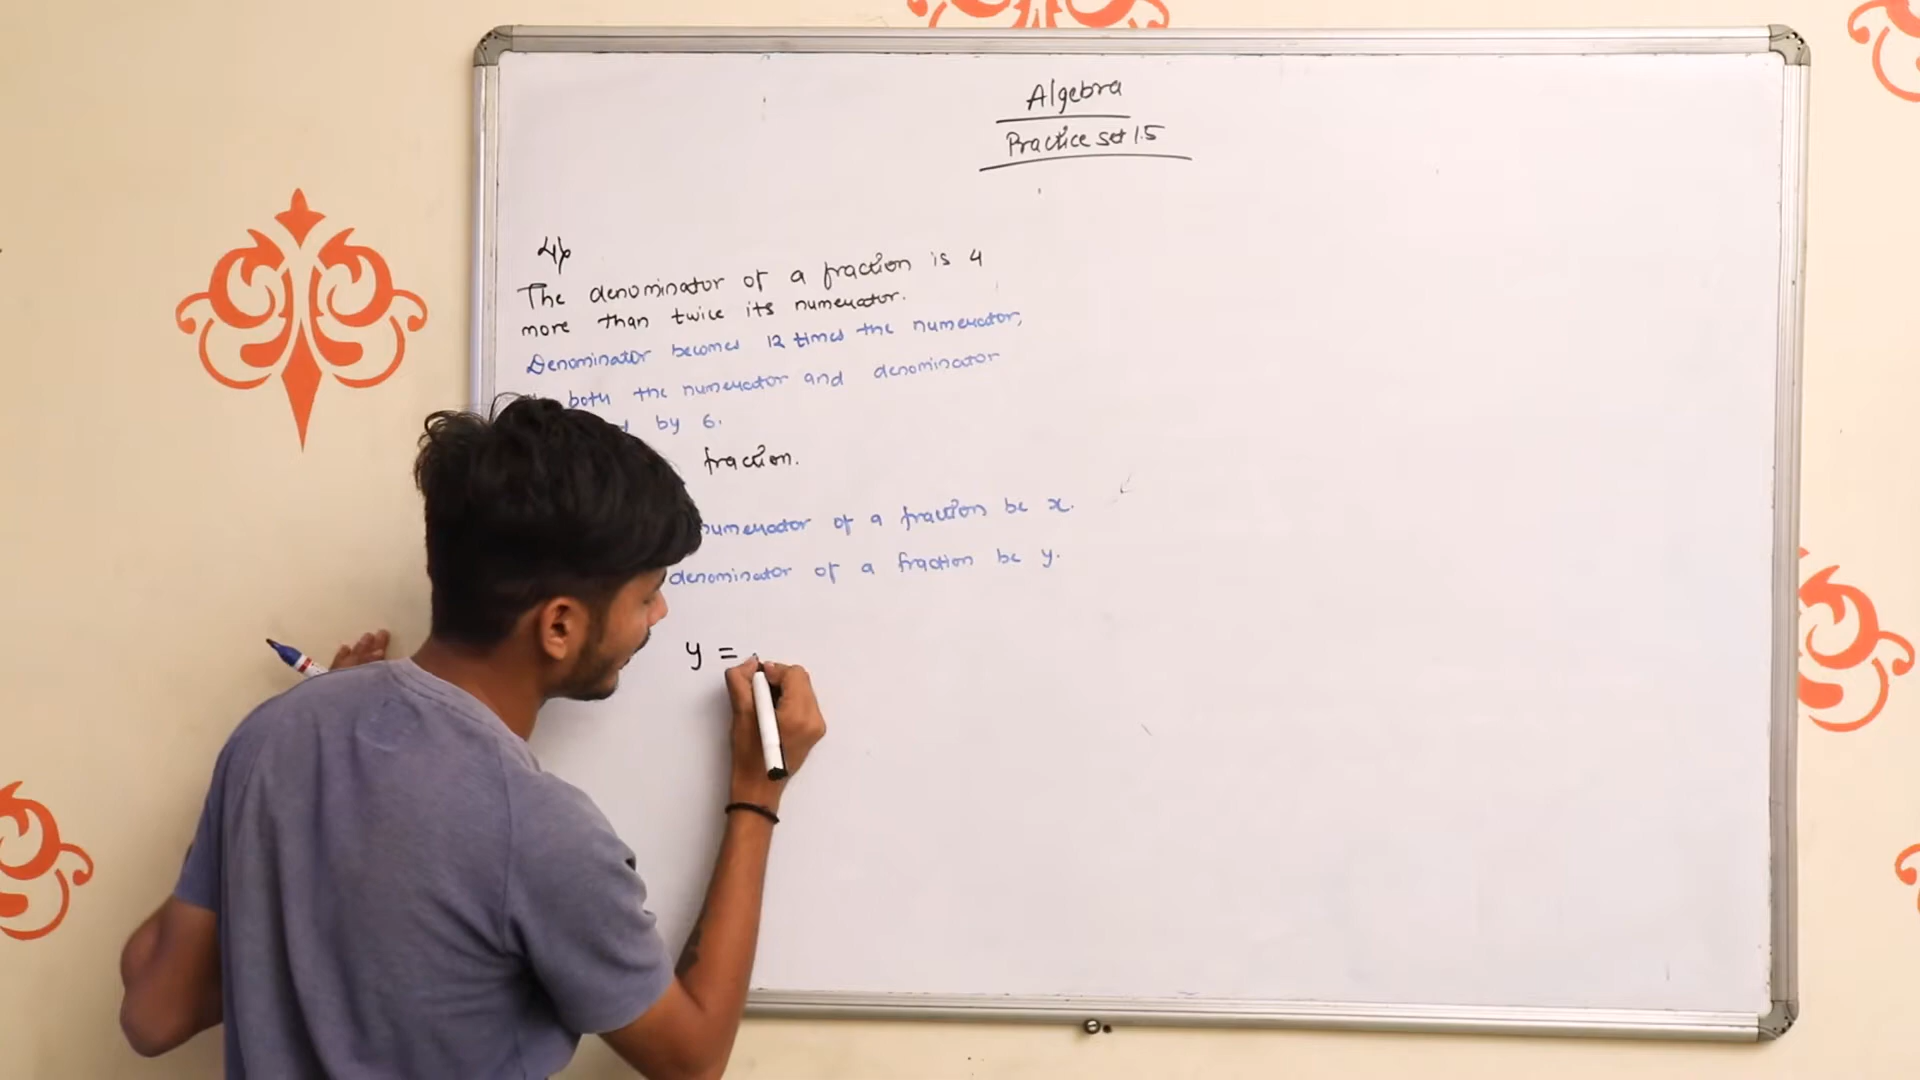 Algebra
Practice set 1.5
4)
The denominator of a fraction is 4
more than twice its numerator.
Denominator becomes 12 times the numerator,
both the numerator and denominator
by 6.
fraction.
numerator of a fraction be x.
denominator of a fraction be y.
y =